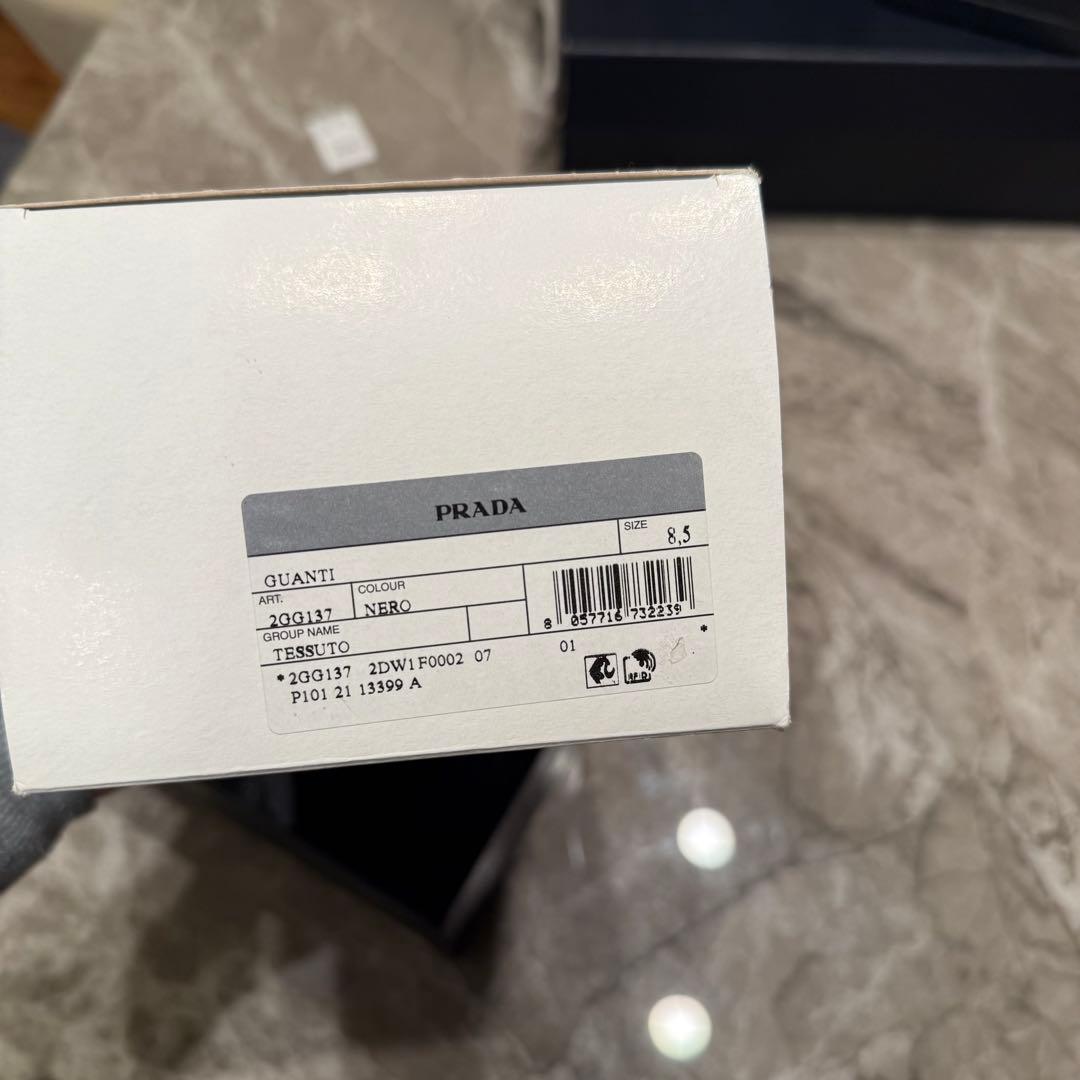 PRADA
GUANTI
SIZE
8,5
ART.
2GG137
COLOUR
NERO
GROUP NAME
TESSUTO
8 057716 732239
*2GG137 2DW1F0002 07 01 *
P101 21 13399 A
RFID